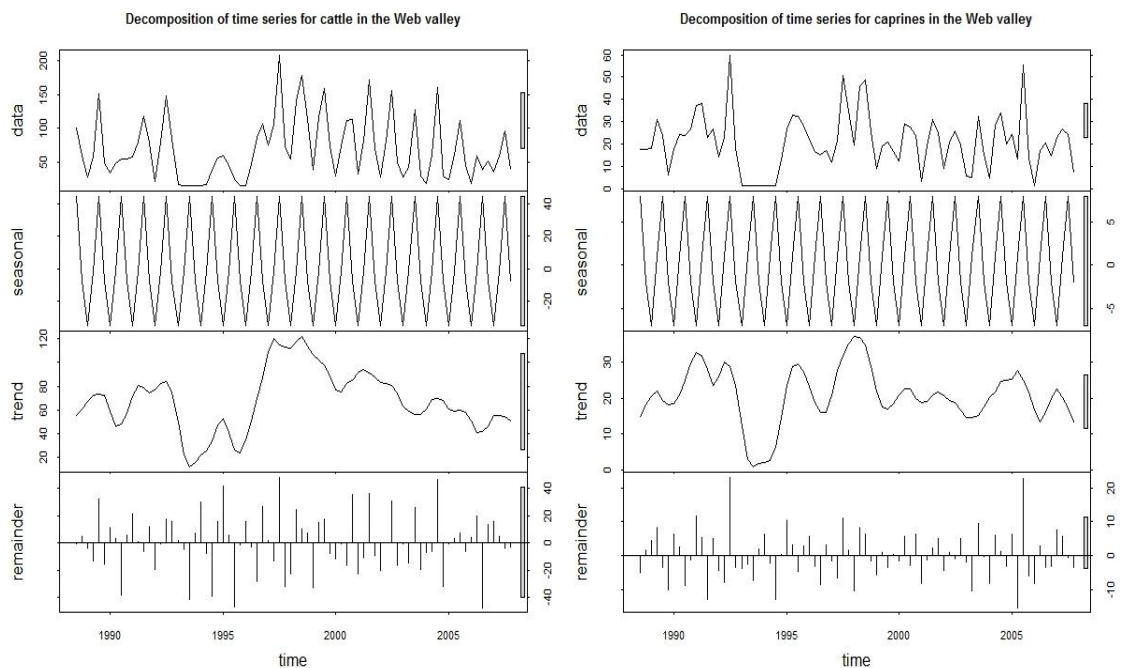 Decomposition of time series for cattle in the Web valley
data
50 100 150 200
seasonal
-20 0 20 40
trend
20 40 60 80 100 120
remainder
-40 -20 0 20 40
1990 1995 2000 2005
time
Decomposition of time series for caprines in the Web valley
data
0 10 20 30 40 50 60
seasonal
-5 0 5
trend
0 10 20 30
remainder
-10 0 10 20
1990 1995 2000 2005
time